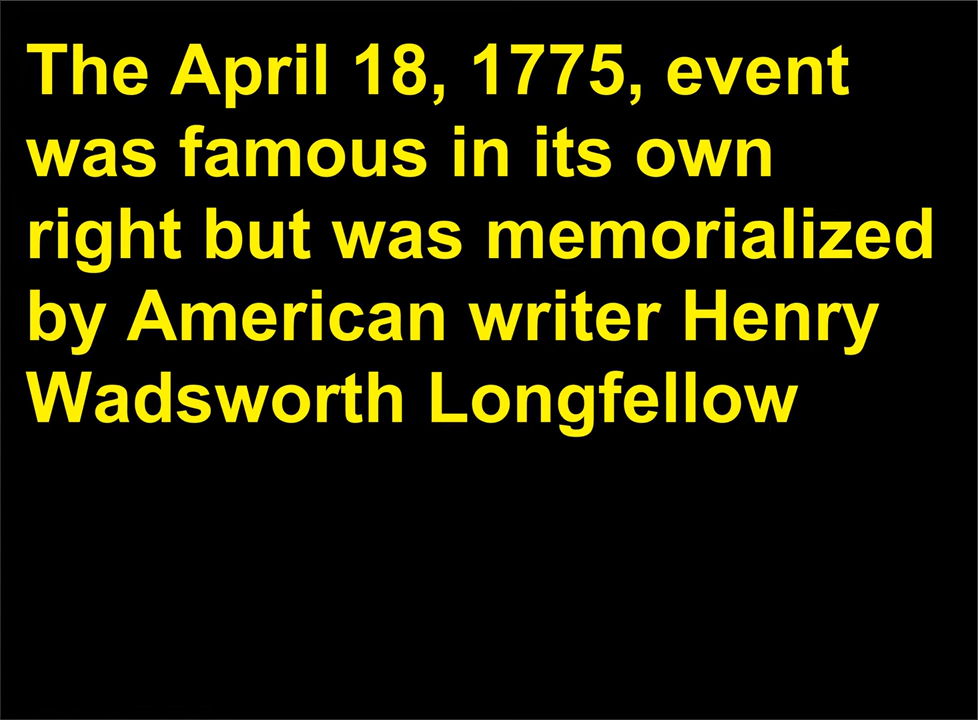 The April 18, 1775, event
was famous in its own
right but was memorialized
by American writer Henry
Wadsworth Longfellow